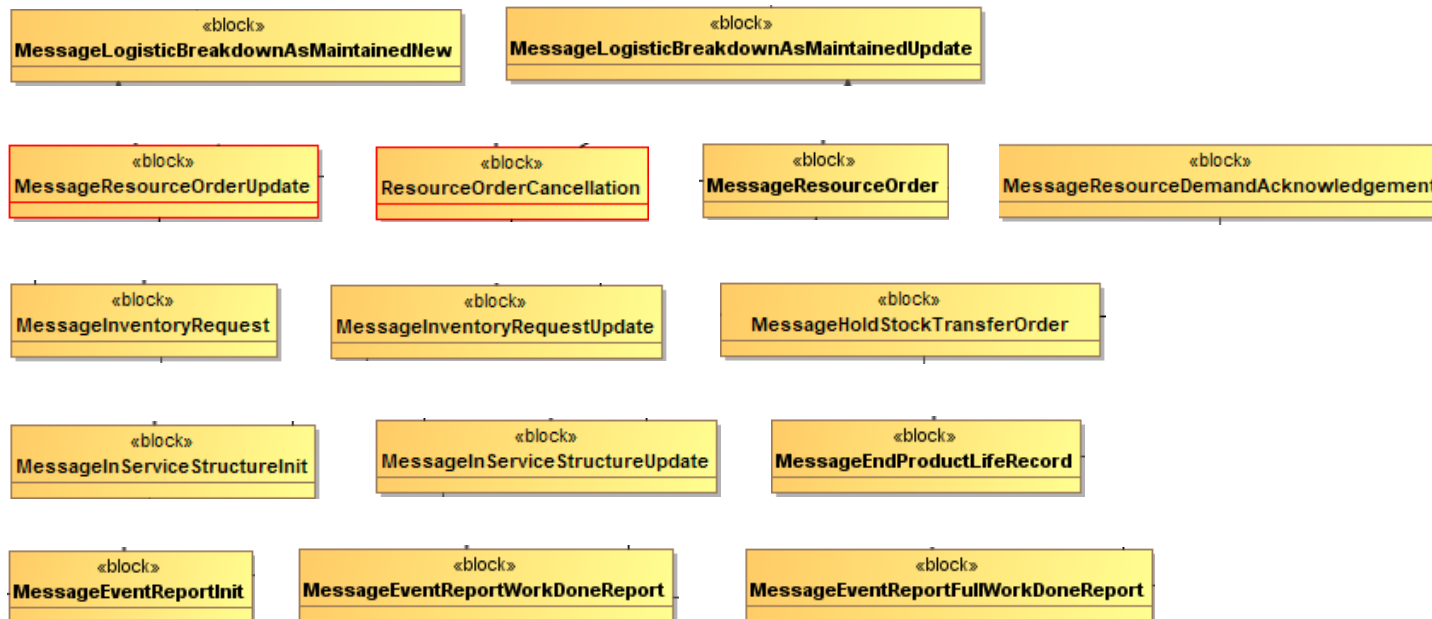 «block»
MessageLogisticBreakdownAsMaintainedNew
«block»
MessageLogisticBreakdownAsMaintainedUpdate
«block»
MessageResourceOrderUpdate
«block»
ResourceOrderCancellation
«block»
MessageResourceOrder
«block»
MessageResourceDemandAcknowledgement
«block»
MessageInventoryRequest
«block»
MessageInventoryRequestUpdate
«block»
MessageHoldStockTransferOrder
«block»
MessageInServiceStructureInit
«block»
MessageInServiceStructureUpdate
«block»
MessageEndProductLifeRecord
«block»
MessageEventReportInit
«block»
MessageEventReportWorkDoneReport
«block»
MessageEventReportFullWorkDoneReport